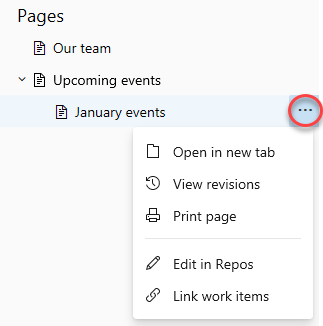 Pages
Our team
Upcoming events
January events
Open in new tab
View revisions
Print page
Edit in Repos
Link work items